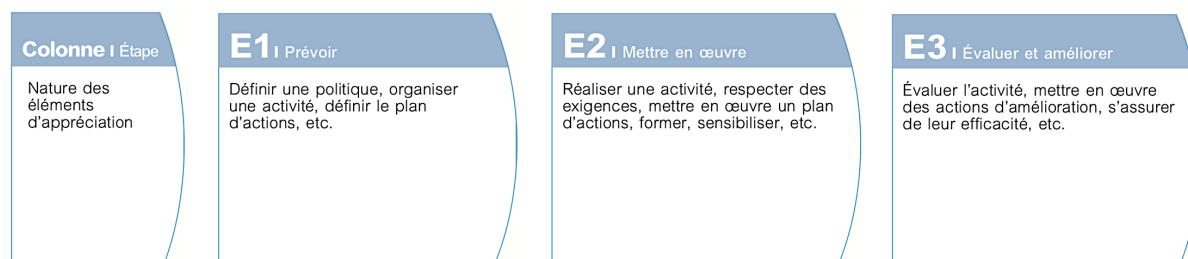 Colonne I Étape
Nature des
éléments
d'appréciation
E1 I Prévoir
Définir une politique, organiser
une activité, définir le plan
d'actions, etc.
E2 I Mettre en œuvre
Réaliser une activité, respecter des
exigences, mettre en œuvre un plan
d'actions, former, sensibiliser, etc.
E3 I Évaluer et améliorer
Évaluer l'activité, mettre en œuvre
des actions d'amélioration, s'assurer
de leur efficacité, etc.